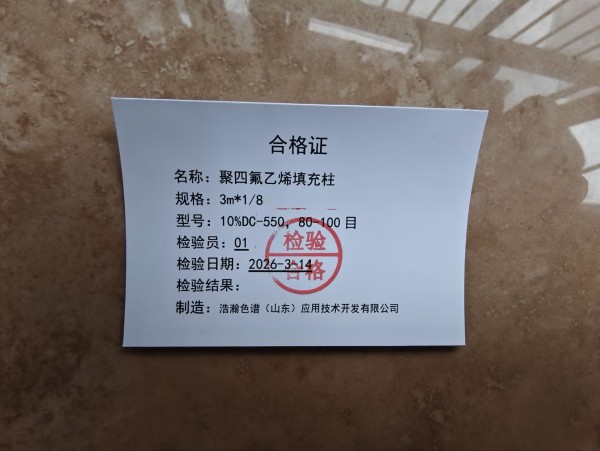 合格证
名称：聚四氟乙烯填充柱
规格：3m*1/8
型号：10%DC-550，80-100目
检验员：01
检验日期：2026-3-14
检验结果：
制造：浩瀚色谱（山东）应用技术开发有限公司
检验
合格